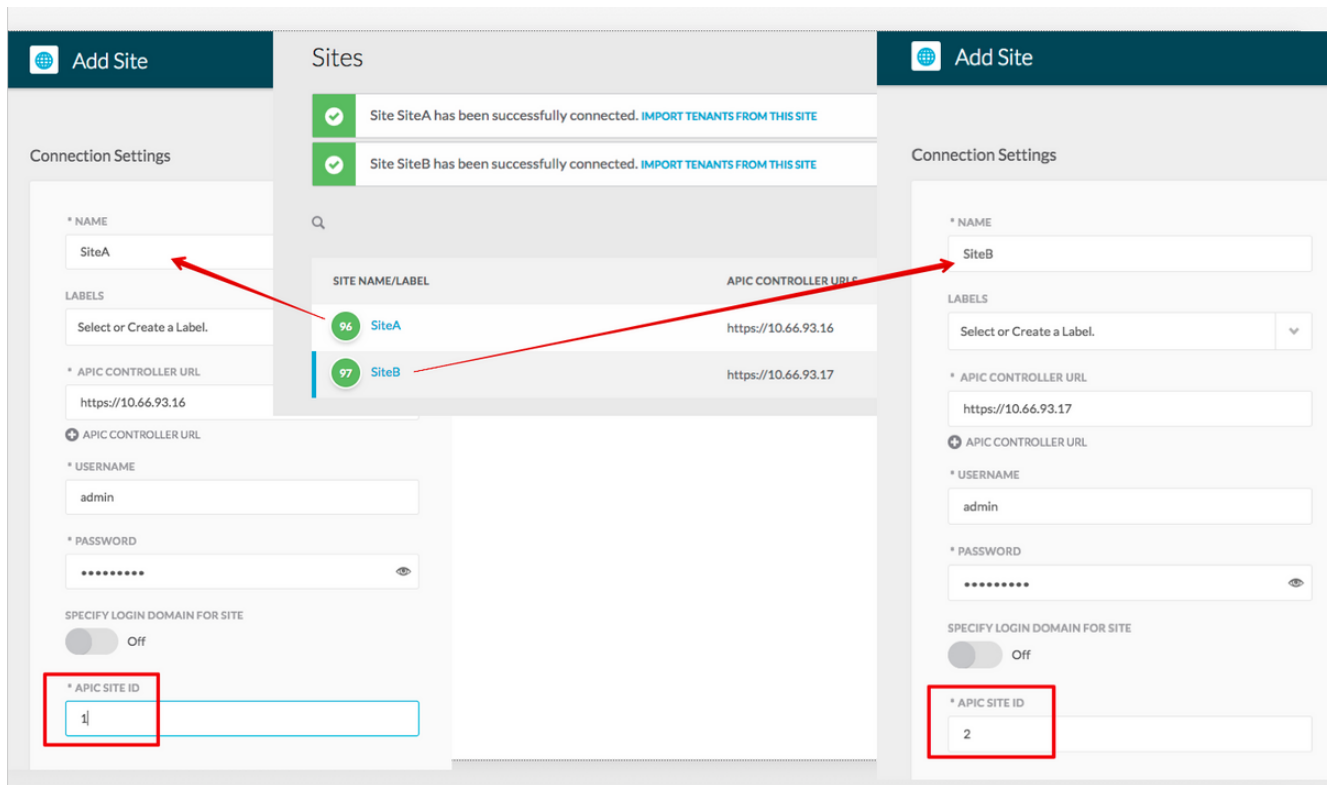 Add Site
Connection Settings
* NAME
SiteA
LABELS
Select or Create a Label.
* APIC CONTROLLER URL
https://10.66.93.16
APIC CONTROLLER URL
* USERNAME
admin
* PASSWORD
•••••••••
SPECIFY LOGIN DOMAIN FOR SITE
Off
* APIC SITE ID
1
Sites
Site SiteA has been successfully connected. IMPORT TENANTS FROM THIS SITE
Site SiteB has been successfully connected. IMPORT TENANTS FROM THIS SITE
SITE NAME/LABEL APIC CONTROLLER URLS
96 SiteA https://10.66.93.16
97 SiteB https://10.66.93.17
Add Site
Connection Settings
* NAME
SiteB
LABELS
Select or Create a Label.
* APIC CONTROLLER URL
https://10.66.93.17
APIC CONTROLLER URL
* USERNAME
admin
* PASSWORD
•••••••••
SPECIFY LOGIN DOMAIN FOR SITE
Off
* APIC SITE ID
2